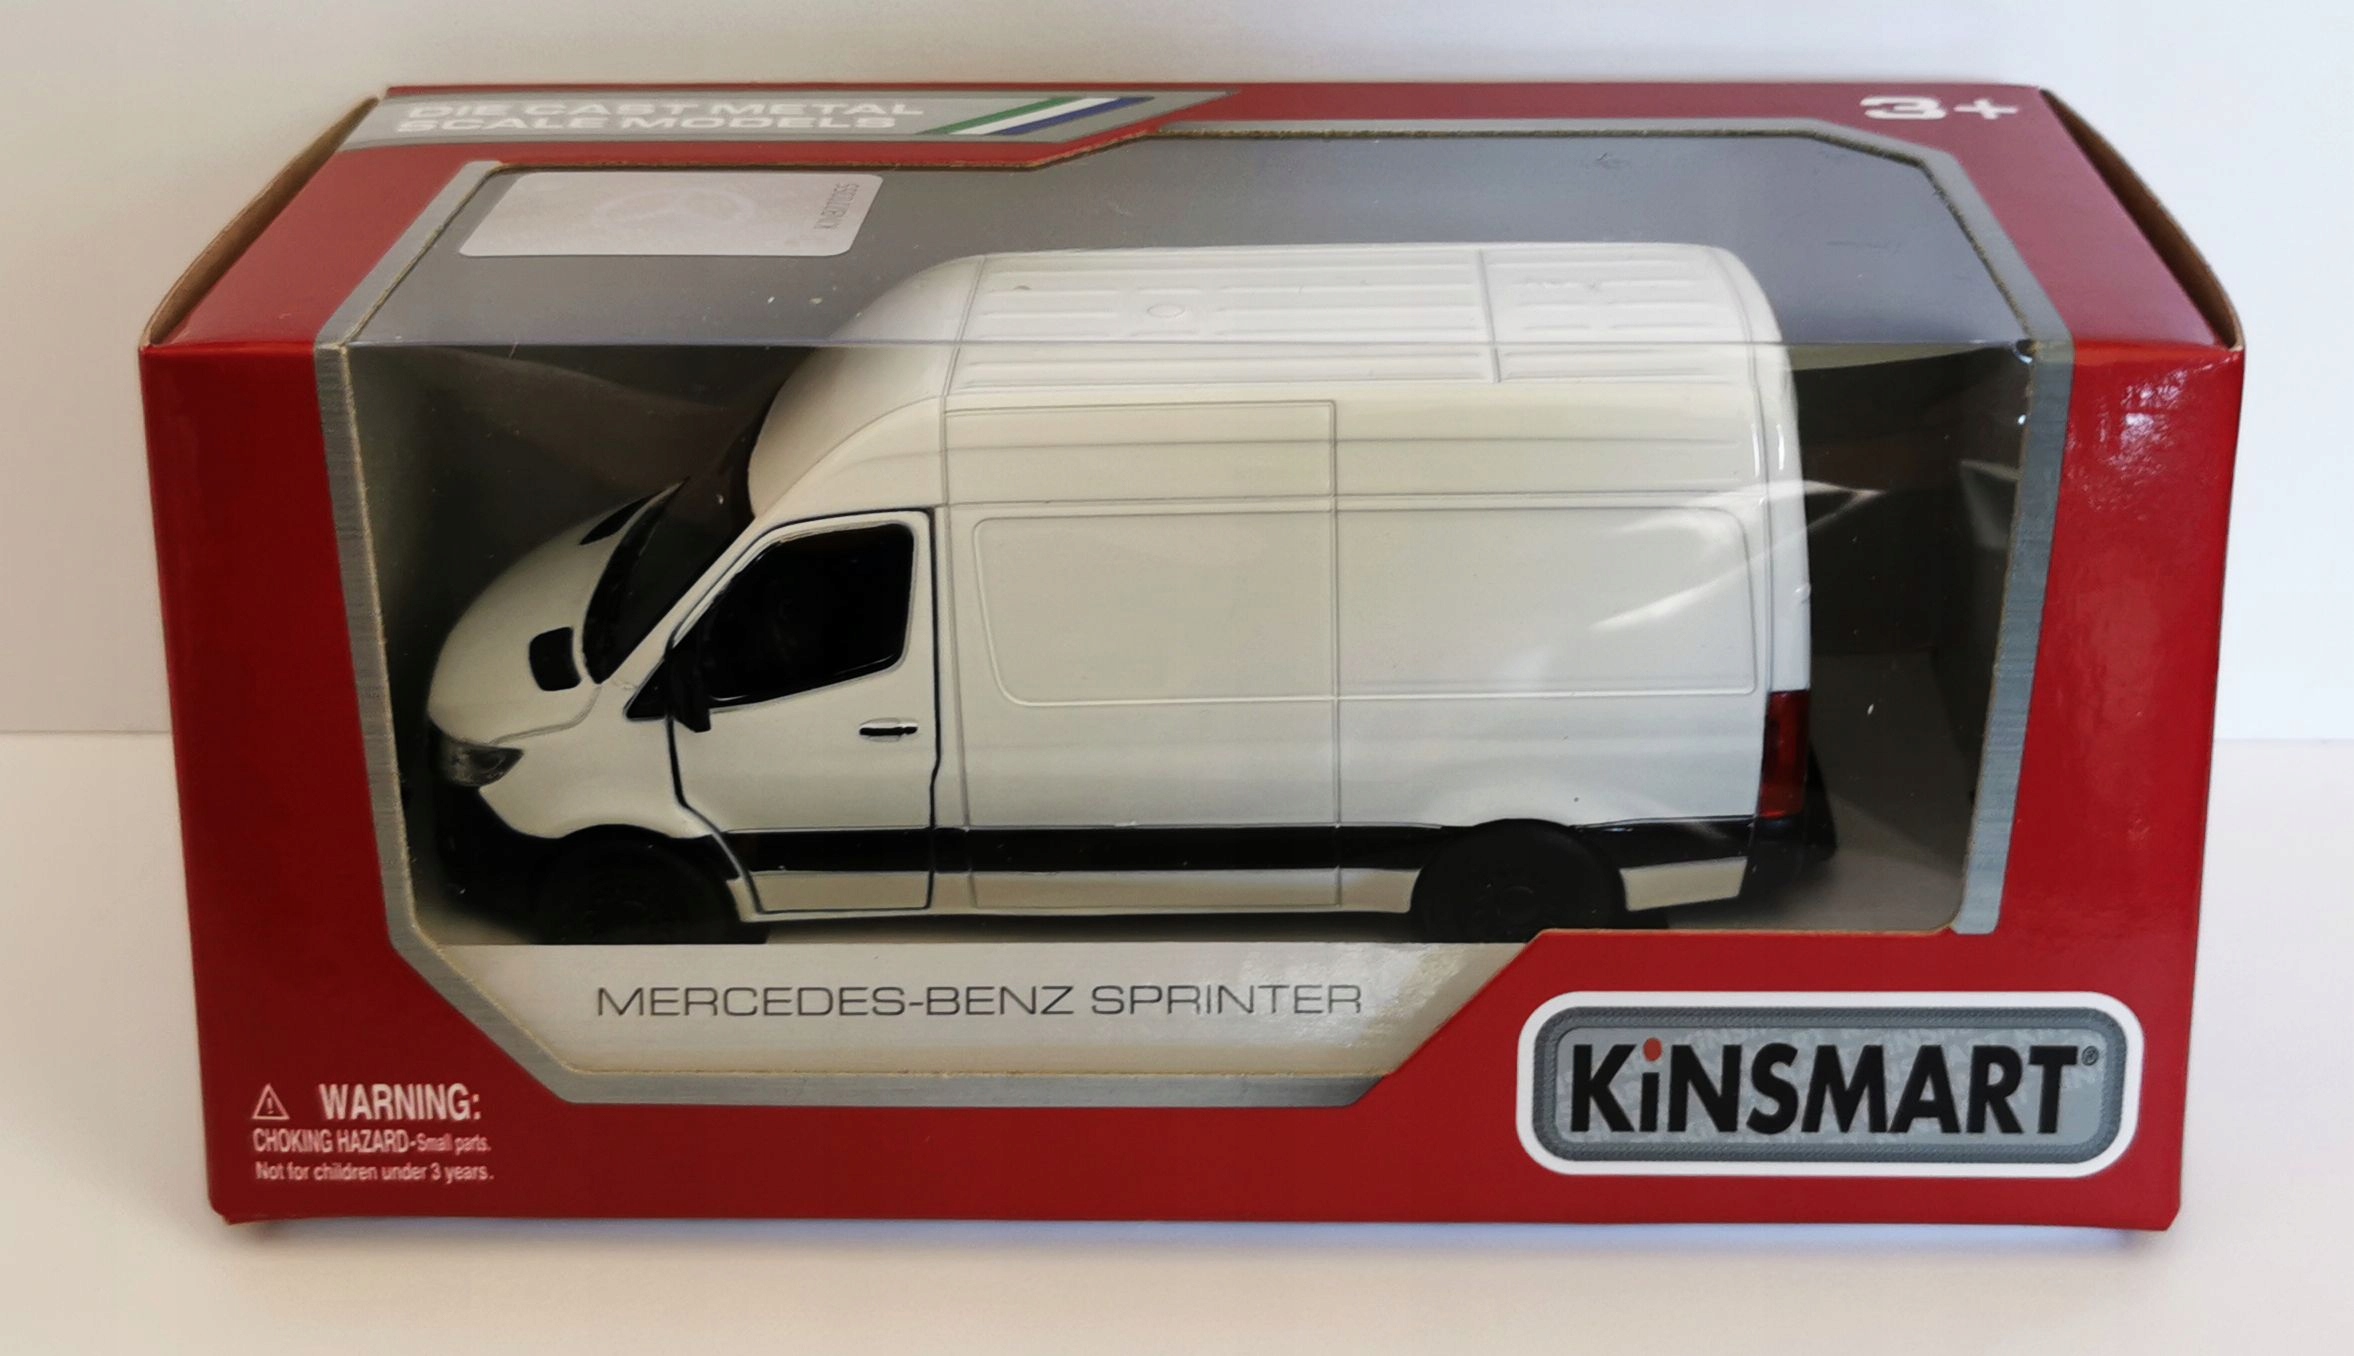 DIE CAST METAL
SCALE MODELS
3+
MERCEDES-BENZ SPRINTER
WARNING:
CHOKING HAZARD-Small parts.
Not for children under 3 years.
KiNSMART®